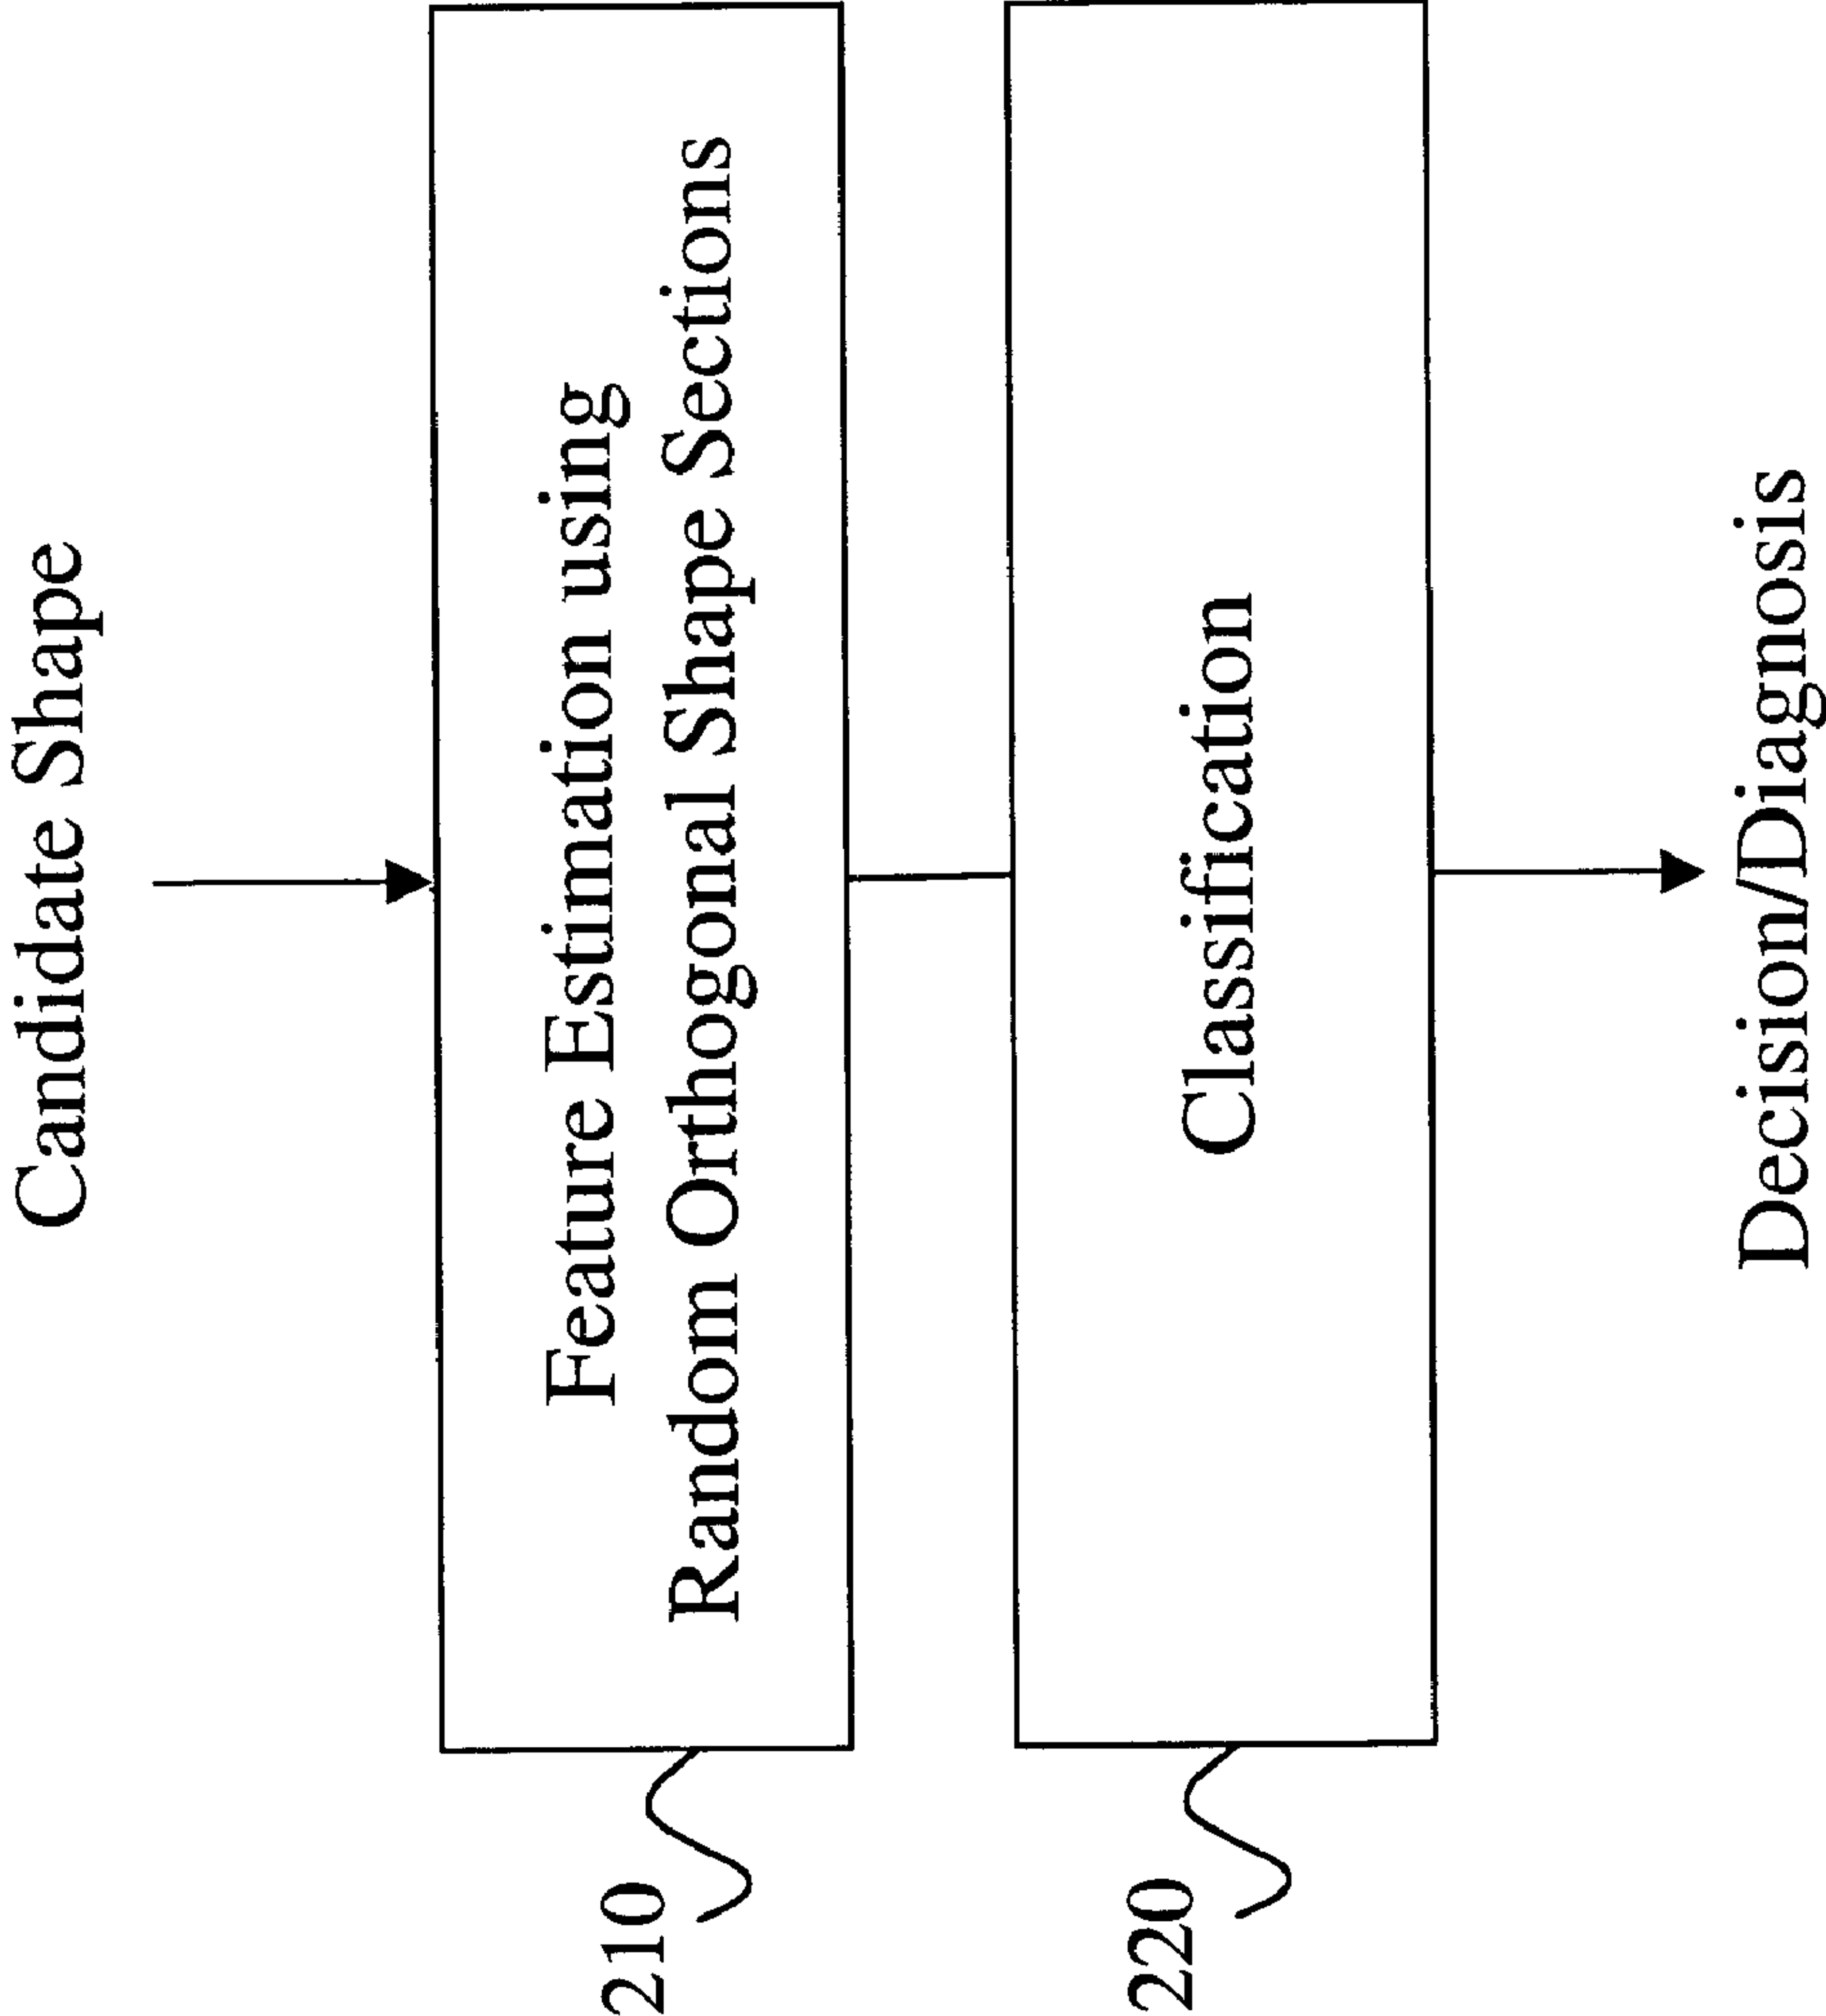 Candidate Shape
Feature Estimation using
Random Orthogonal Shape Sections
210
Classification
220
Decision/Diagnosis